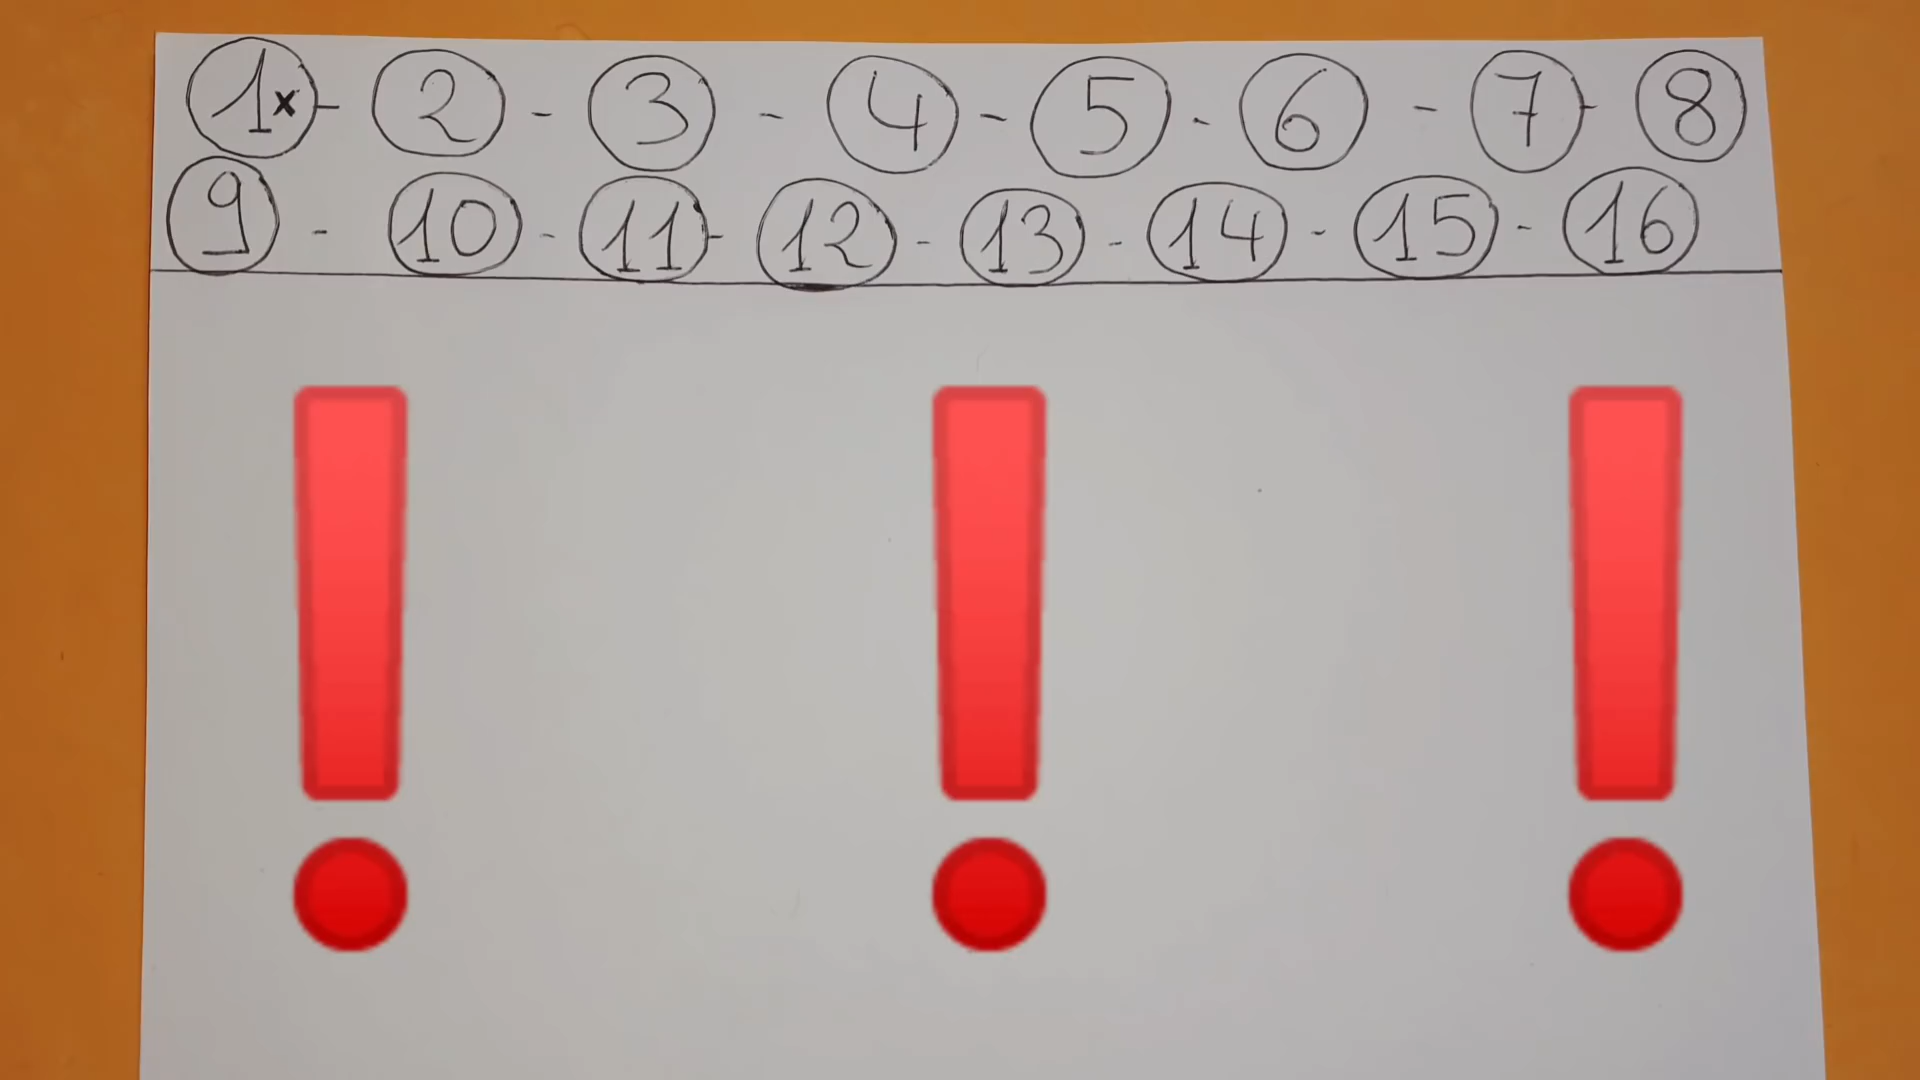 1x - 2 - 3 - 4 - 5 - 6 - 7 - 8
9 - 10 - 11 - 12 - 13 - 14 - 15 - 16
❗ ❗ ❗